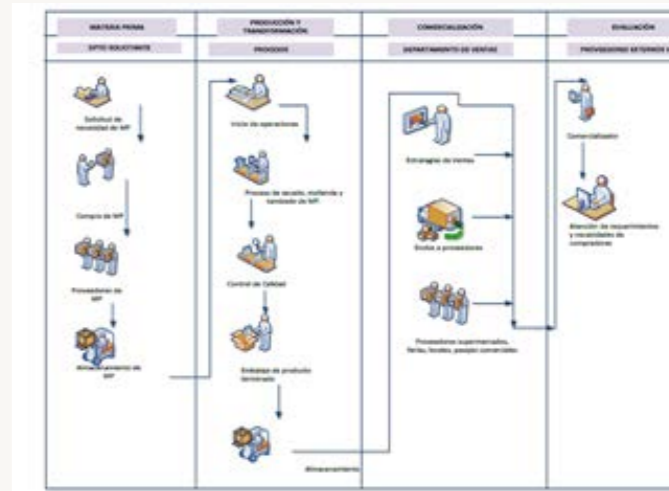 MATERIA PRIMA
DPTO SOLICITANTE
Solicitud de
necesidad de MP
Compra de MP
Proveedores de
MP
Almacenamiento de
MP
PRODUCCIÓN Y
TRANSFORMACIÓN
PROCESOS
Inicio de operaciones
Proceso de secado, molienda y
tamizado de MP.
Control de Calidad
Embalaje de producto
terminado
Almacenamiento
COMERCIALIZACIÓN
DEPARTAMENTO DE VENTAS
Estrategias de Ventas
Envíos a proveedores
Proveedores supermercados,
ferias, locales, pasajes comerciales
EVALUACIÓN
PROVEEDORES EXTERNOS
Comercializador
Atención de requerimientos
y necesidades de
compradores